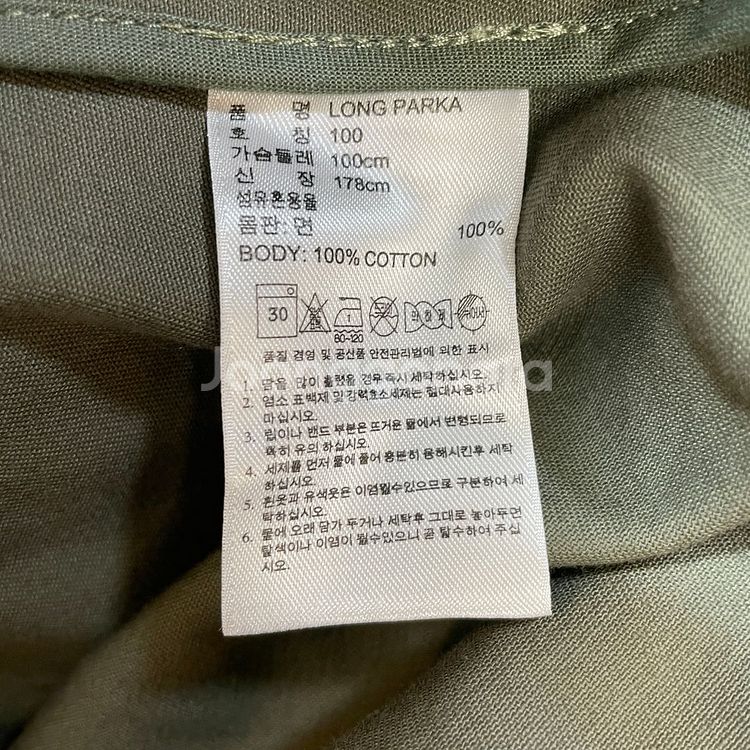 품 명 LONG PARKA
호 칭 100
가슴둘레 100cm
신 장 178cm
섬유혼용율
몸판: 면 100%
BODY: 100% COTTON
30
1
80-120
약 하 게
품질 경영 및 공산품 안전관리법에 의한 표시
1. 땀을 많이 흘렸을 경우 즉시 세탁하십시오.
2. 염소 표백제 및 강력효소세제는 절대사용하지
마십시오.
3. 립이나 밴드 부분은 뜨거운 물에서 변형되므로
특히 유의 하십시오.
4. 세제를 먼저 물에 풀어 충분히 용해시킨후 세탁
하십시오.
5. 흰옷과 유색옷은 이염될수있으므로 구분하여 세
탁하십시오.
6. 물에 오래 담가 두거나 세탁후 그대로 놓아두면
탈색이나 이염이 될수있으니 곧 탈수하여 주십
시오.